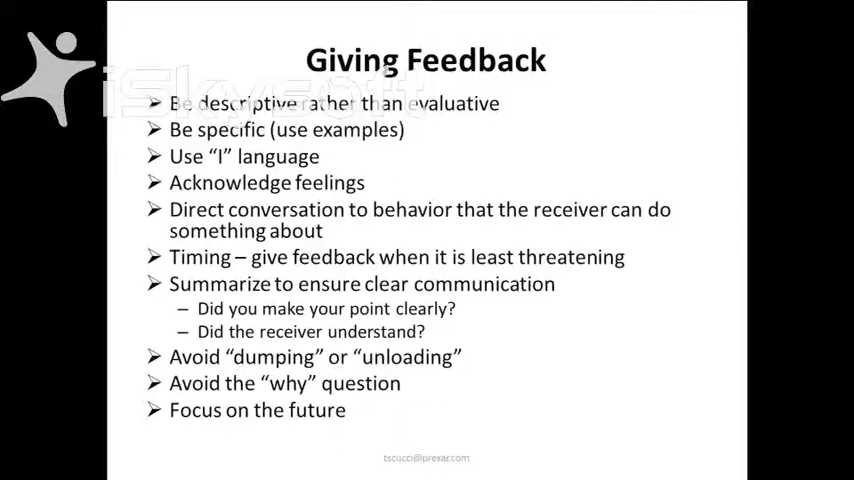 Giving Feedback
iSkysoft
➢ Be descriptive rather than evaluative
➢ Be specific (use examples)
➢ Use “I” language
➢ Acknowledge feelings
➢ Direct conversation to behavior that the receiver can do
something about
➢ Timing – give feedback when it is least threatening
➢ Summarize to ensure clear communication
– Did you make your point clearly?
– Did the receiver understand?
➢ Avoid “dumping” or “unloading”
➢ Avoid the “why” question
➢ Focus on the future